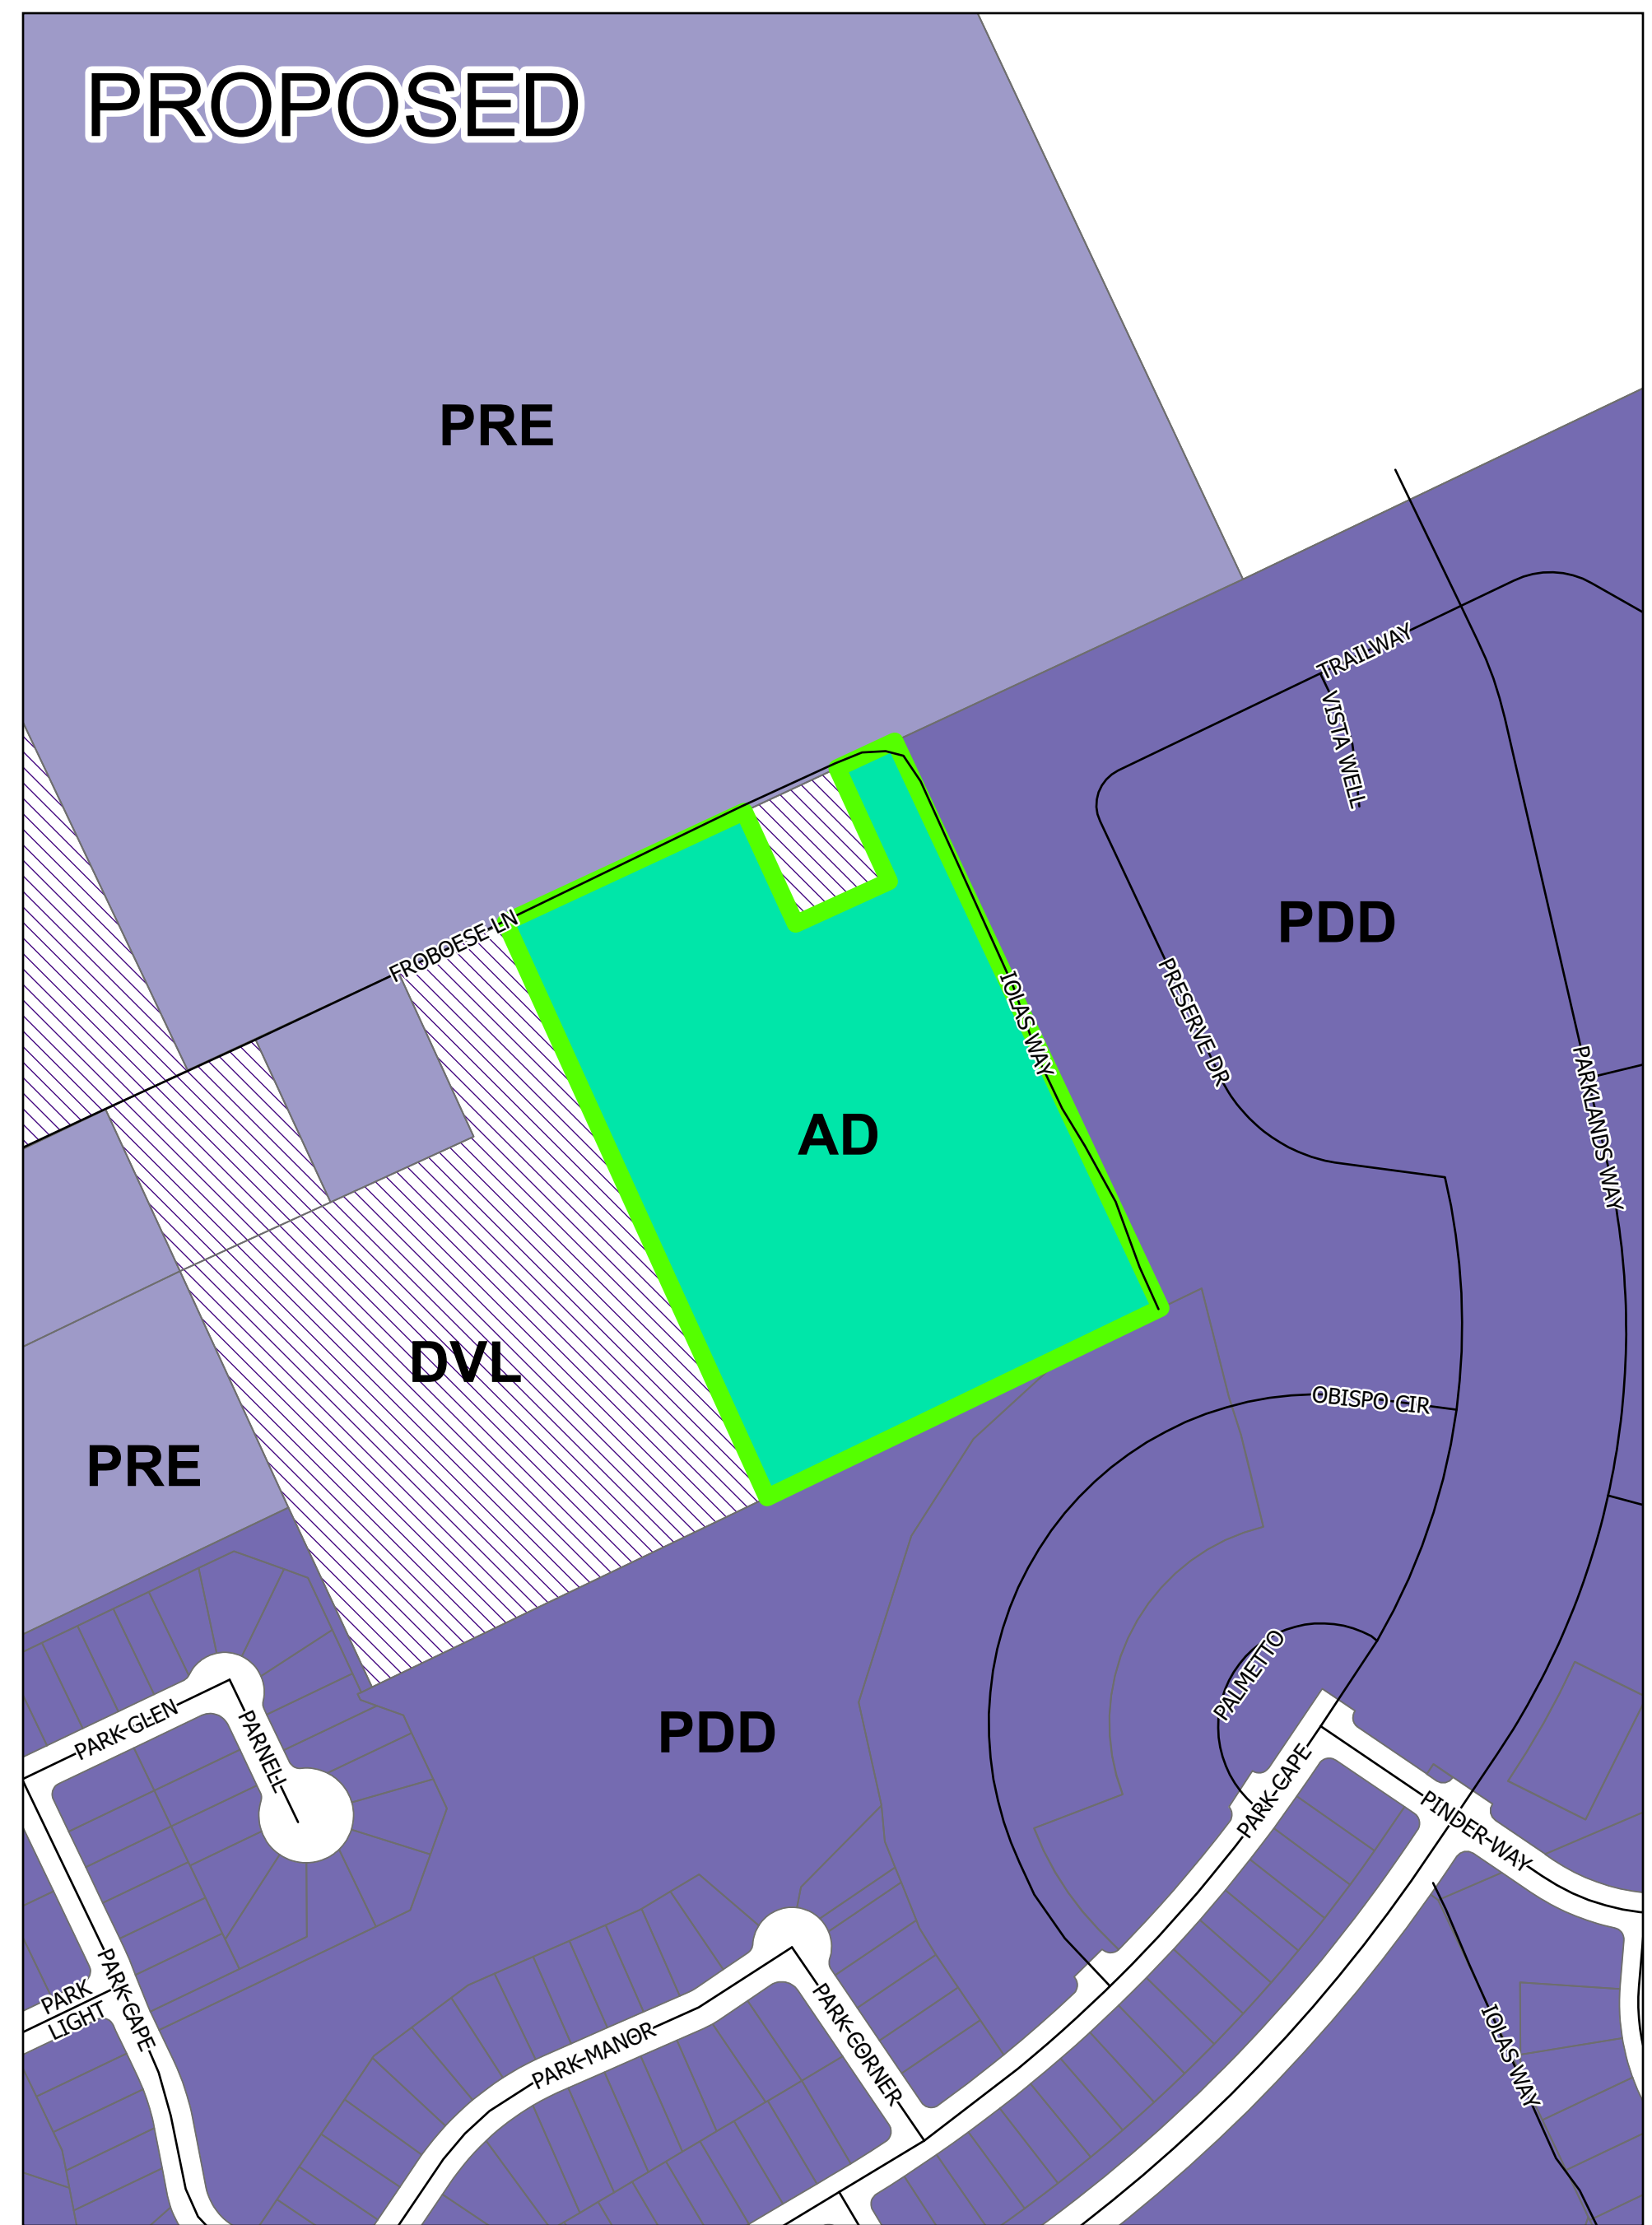 PROPOSED
PRE
TRAILWAY
VISTA WELL
PDD
FROBOESE LN
IOLAS WAY
PRESERVE DR
PARKLANDS WAY
AD
DVL
OBISPO CIR
PRE
PALMETTO
PARK GLEN
PARNELL
PDD
PARK CAPE
PINDER WAY
PARK CAPE
PARK
LIGHT
PARK MANOR
PARK CORNER
IOLAS WAY